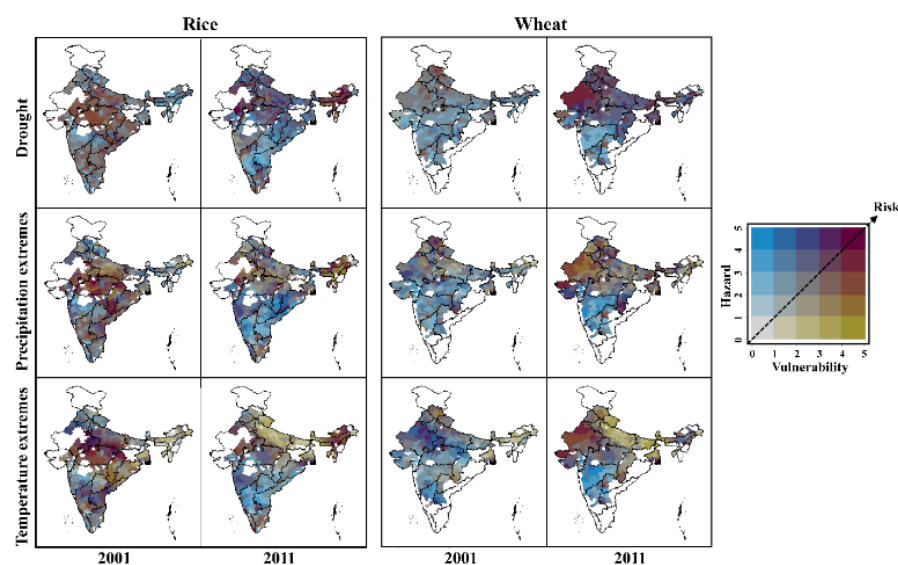 Rice
Wheat
Drought
Precipitation extremes
Temperature extremes
2001
2011
2001
2011
Risk
Hazard
5
4
3
2
1
0
0 1 2 3 4 5
Vulnerability